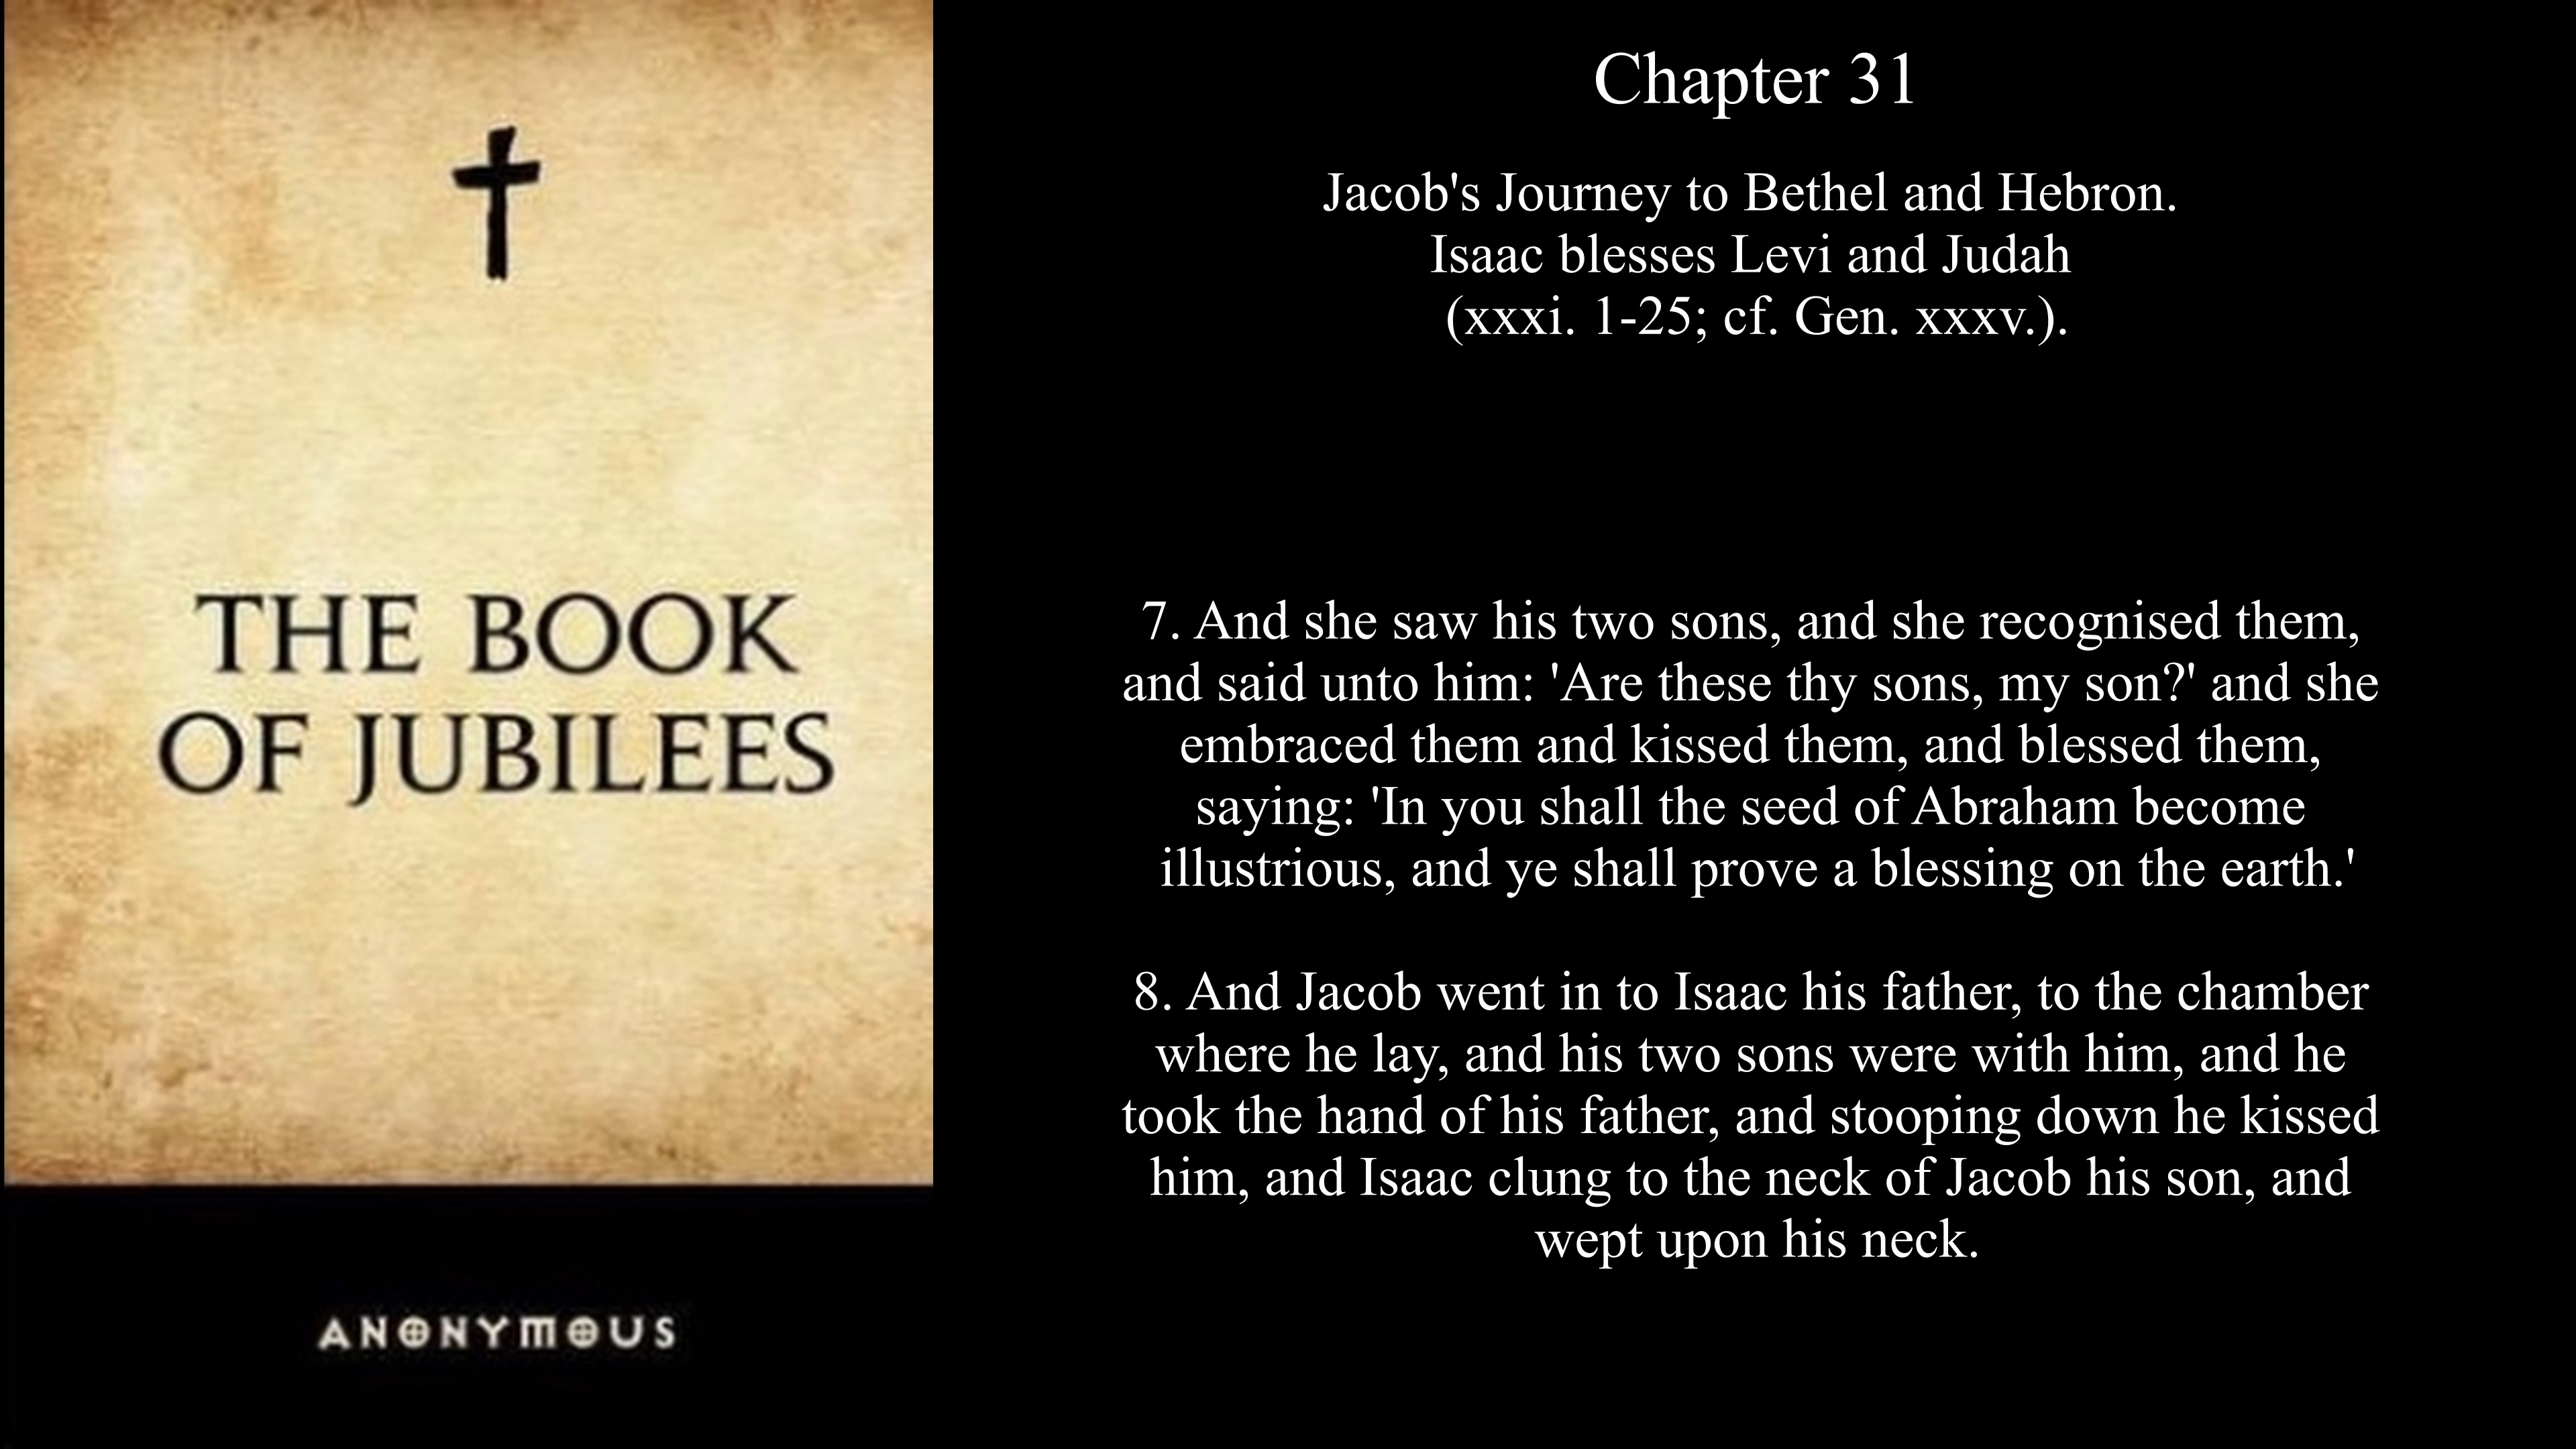 THE BOOK
OF JUBILEES
ANONYMOUS
Chapter 31
Jacob's Journey to Bethel and Hebron.
Isaac blesses Levi and Judah
(xxxi. 1-25; cf. Gen. xxxv.).
7. And she saw his two sons, and she recognised them,
and said unto him: 'Are these thy sons, my son?' and she
embraced them and kissed them, and blessed them,
saying: 'In you shall the seed of Abraham become
illustrious, and ye shall prove a blessing on the earth.'
8. And Jacob went in to Isaac his father, to the chamber
where he lay, and his two sons were with him, and he
took the hand of his father, and stooping down he kissed
him, and Isaac clung to the neck of Jacob his son, and
wept upon his neck.